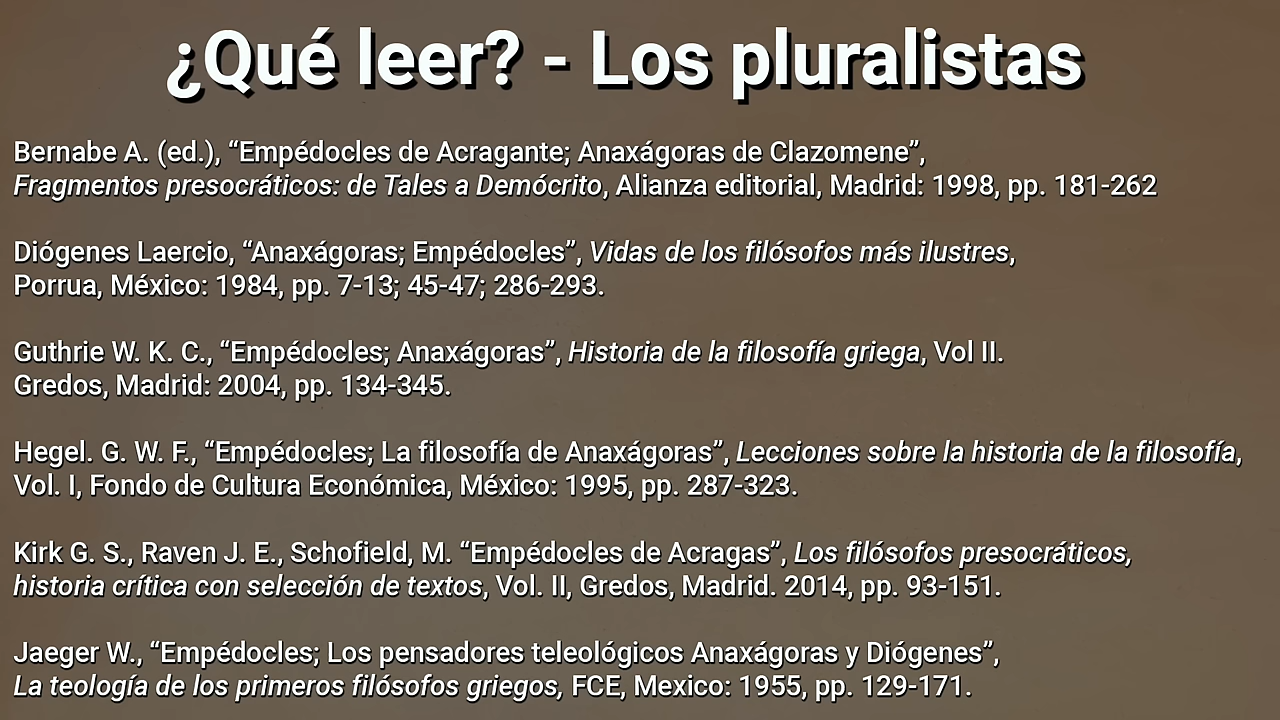 ¿Qué leer? - Los pluralistas
Bernabe A. (ed.), “Empédocles de Acragante; Anaxágoras de Clazomene”,
Fragmentos presocráticos: de Tales a Demócrito, Alianza editorial, Madrid: 1998, pp. 181-262
Diógenes Laercio, “Anaxágoras; Empédocles”, Vidas de los filósofos más ilustres,
Porrua, México: 1984, pp. 7-13; 45-47; 286-293.
Guthrie W. K. C., “Empédocles; Anaxágoras”, Historia de la filosofía griega, Vol II.
Gredos, Madrid: 2004, pp. 134-345.
Hegel. G. W. F., “Empédocles; La filosofía de Anaxágoras”, Lecciones sobre la historia de la filosofía,
Vol. I, Fondo de Cultura Económica, México: 1995, pp. 287-323.
Kirk G. S., Raven J. E., Schofield, M. “Empédocles de Acragas”, Los filósofos presocráticos,
historia crítica con selección de textos, Vol. II, Gredos, Madrid. 2014, pp. 93-151.
Jaeger W., “Empédocles; Los pensadores teleológicos Anaxágoras y Diógenes”,
La teología de los primeros filósofos griegos, FCE, Mexico: 1955, pp. 129-171.